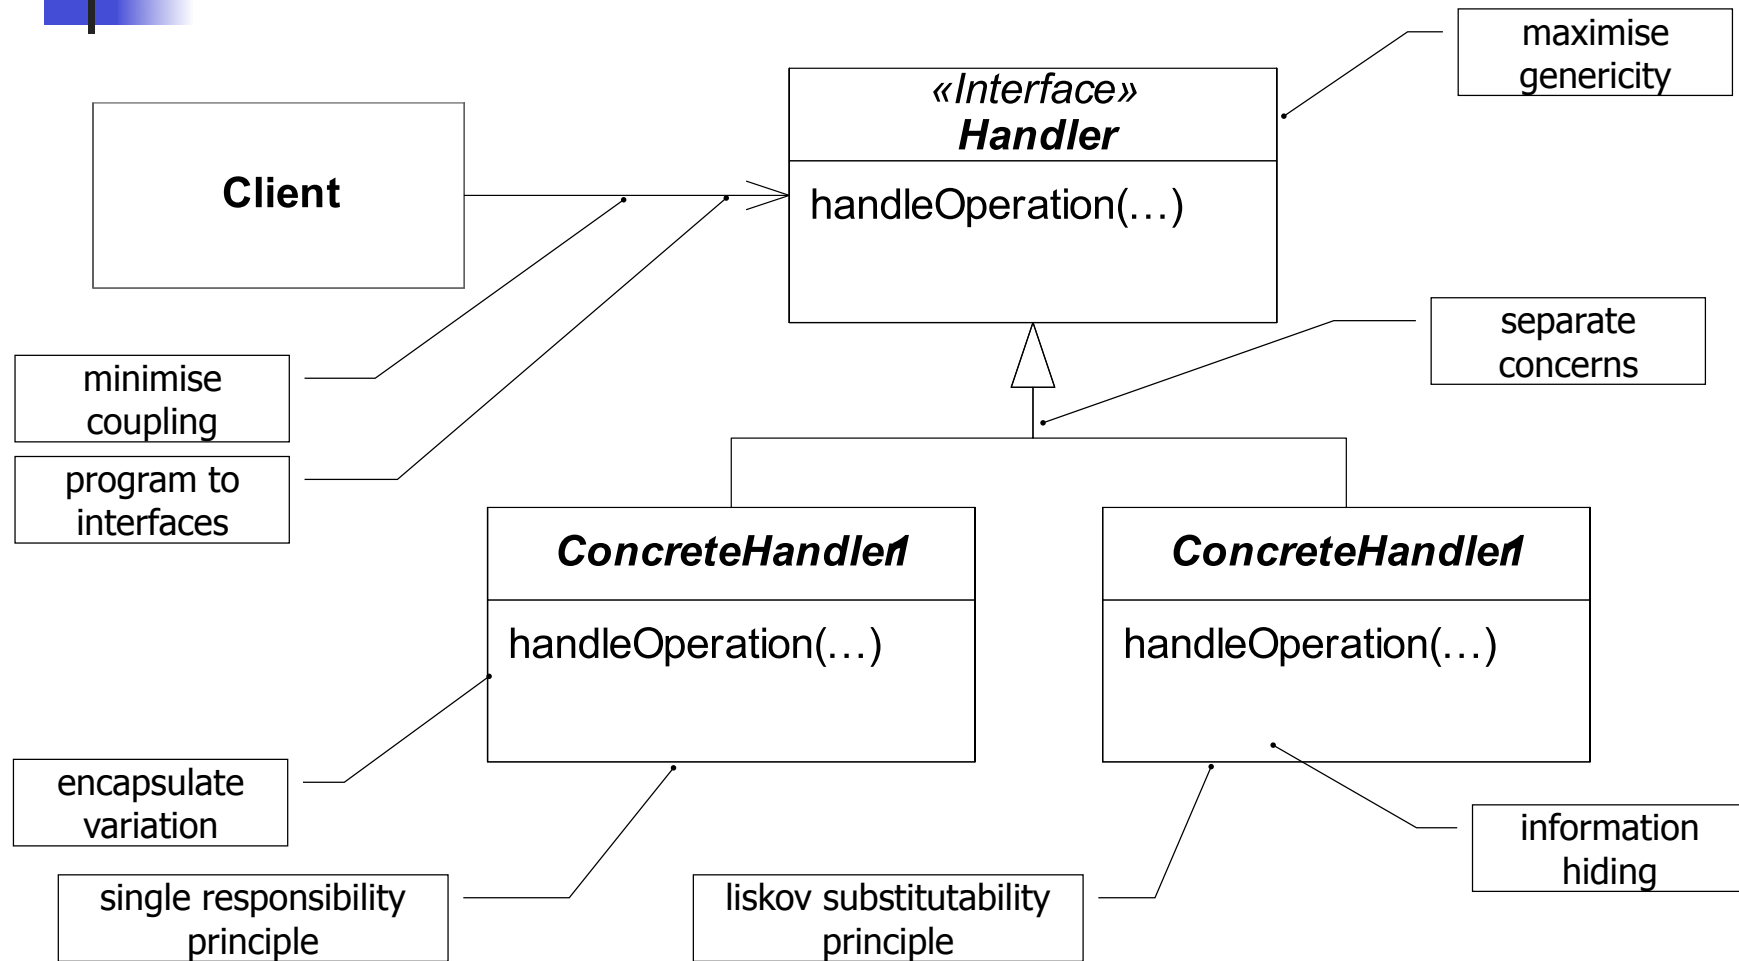 maximise
genericity
«Interface»
Handler
handleOperation(…)
Client
separate
concerns
minimise
coupling
program to
interfaces
ConcreteHandler1
handleOperation(…)
ConcreteHandler1
handleOperation(…)
encapsulate
variation
information
hiding
single responsibility
principle
liskov substitutability
principle